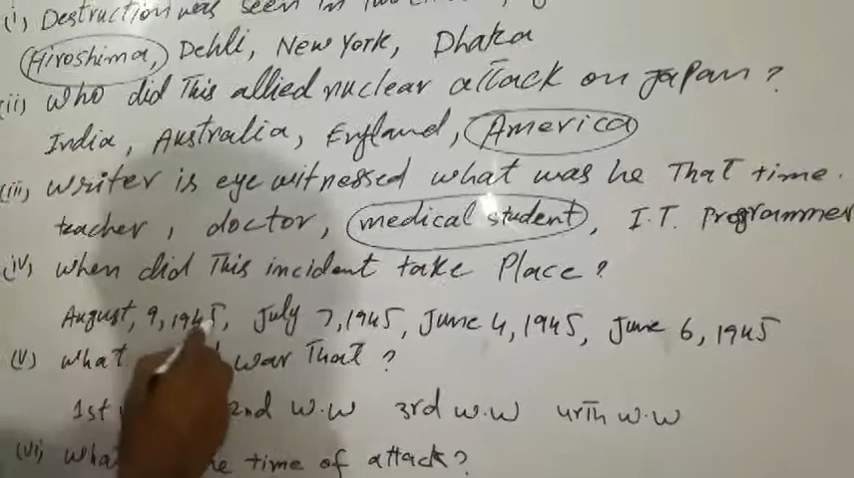 (i) Destruction was seen in
Hiroshima, Dehli, New York, Dhaka
(ii) Who did This allied nuclear attack on Japan?
India, Australia, England, America
(iii) Writer is eye witnessed what was he That time.
teacher, doctor, medical student, I.T. Programmer
(iv) When did This incident take Place?
August, 9, 1945, July 7, 1945, June 4, 1945, June 6, 1945
(v) What war That?
1st 2nd W.W 3rd W.W 4rth W.W
(vi) time of attack?